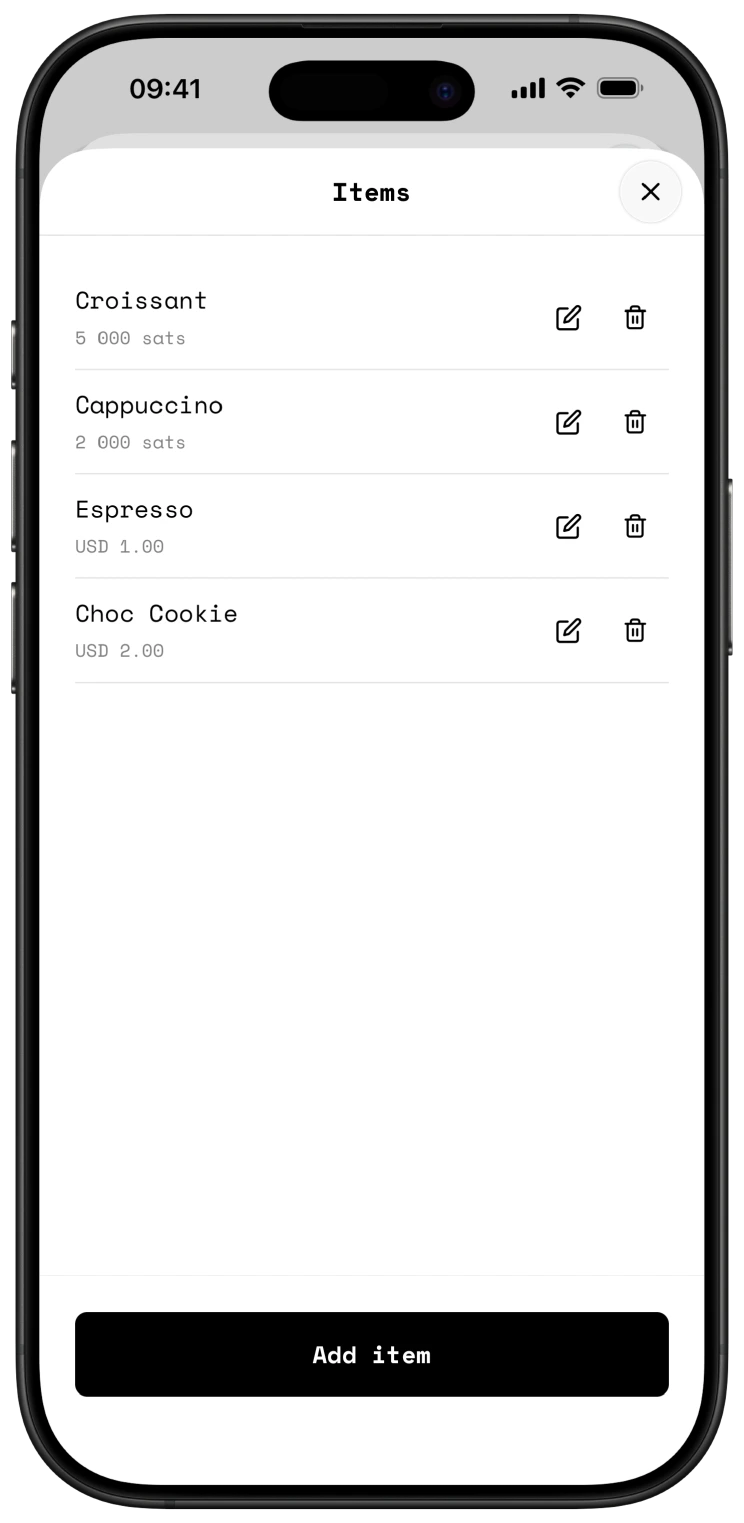 09:41
Items
Croissant
5 000 sats
Cappuccino
2 000 sats
Espresso
USD 1.00
Choc Cookie
USD 2.00
Add item